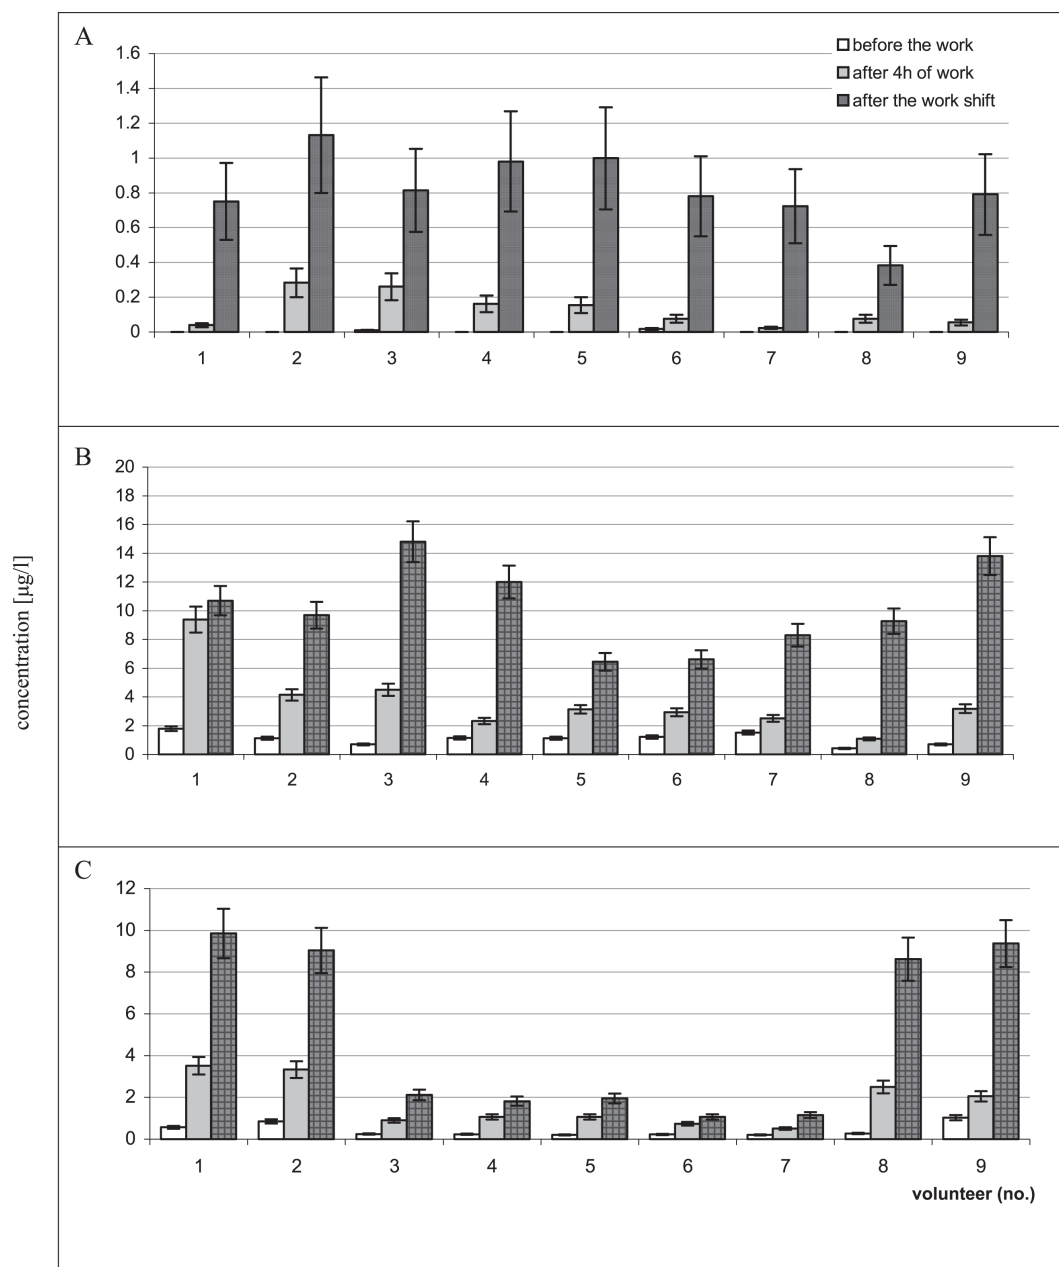 A
before the work
after 4h of work
after the work shift
1.6
1.4
1.2
1
0.8
0.6
0.4
0.2
0
1 2 3 4 5 6 7 8 9
B
20
18
16
14
12
10
8
6
4
2
0
1 2 3 4 5 6 7 8 9
concentration [µg/l]
C
12
10
8
6
4
2
0
1 2 3 4 5 6 7 8 9
volunteer (no.)